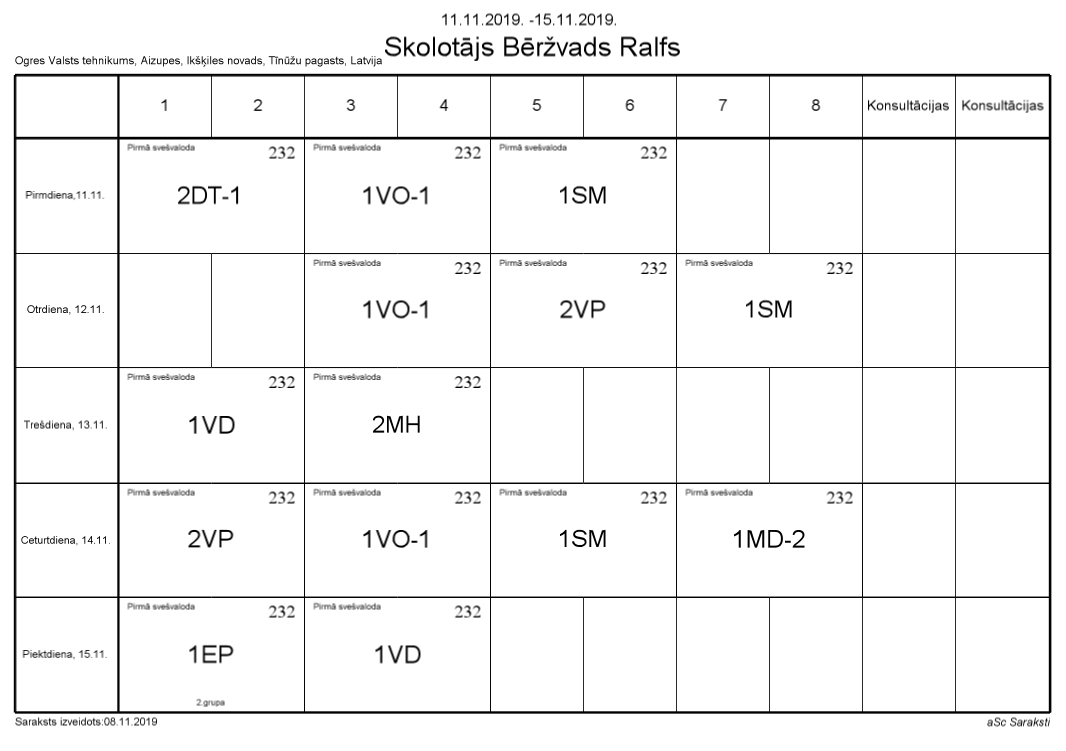 11.11.2019. -15.11.2019.
Skolotājs Bēržvads Ralfs
Ogres Valsts tehnikums, Aizupes, Ikšķiles novads, Tīnūžu pagasts, Latvija
1 2 3 4 5 6 7 8 Konsultācijas Konsultācijas
Pirmā svešvaloda 232 Pirmā svešvaloda 232 Pirmā svešvaloda 232
Pirmdiena,11.11. 2DT-1 1VO-1 1SM
Pirmā svešvaloda 232 Pirmā svešvaloda 232 Pirmā svešvaloda 232
Otrdiena, 12.11. 1VO-1 2VP 1SM
Pirmā svešvaloda 232 Pirmā svešvaloda 232
Trešdiena, 13.11. 1VD 2MH
Pirmā svešvaloda 232 Pirmā svešvaloda 232 Pirmā svešvaloda 232 Pirmā svešvaloda 232
Ceturtdiena, 14.11. 2VP 1VO-1 1SM 1MD-2
Pirmā svešvaloda 232 Pirmā svešvaloda 232
Piektdiena, 15.11. 1EP 1VD
2.grupa
Saraksts izveidots:08.11.2019 aSc Saraksti